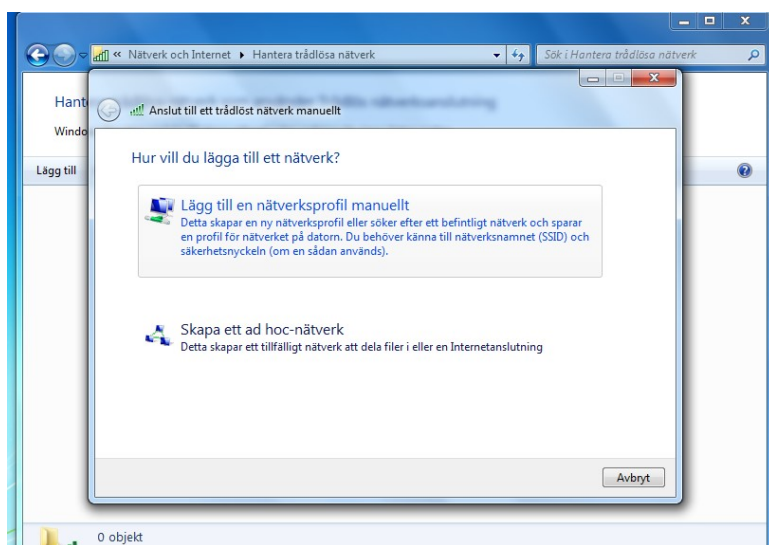 « Nätverk och Internet ▸ Hantera trådlösa nätverk
Sök i Hantera trådlösa nätverk
Hant
Windo
Lägg till
Anslut till ett trådlöst nätverk manuellt
Hur vill du lägga till ett nätverk?
Lägg till en nätverksprofil manuellt
Detta skapar en ny nätverksprofil eller söker efter ett befintligt nätverk och sparar
en profil för nätverket på datorn. Du behöver känna till nätverksnamnet (SSID) och
säkerhetsnyckeln (om en sådan används).
Skapa ett ad hoc-nätverk
Detta skapar ett tillfälligt nätverk att dela filer i eller en Internetanslutning
Avbryt
0 objekt